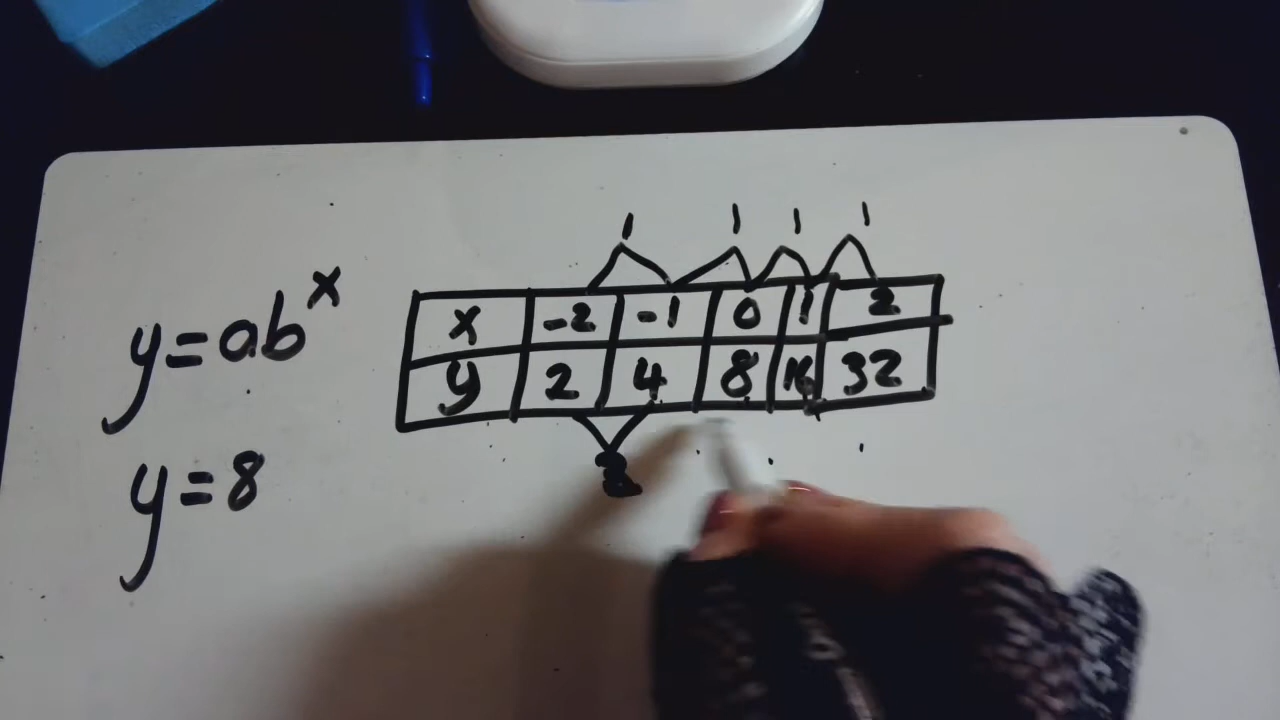 1 1 1 1
y=ab^x
x -2 -1 0 1 2
y 2 4 8 16 32
y=8
2